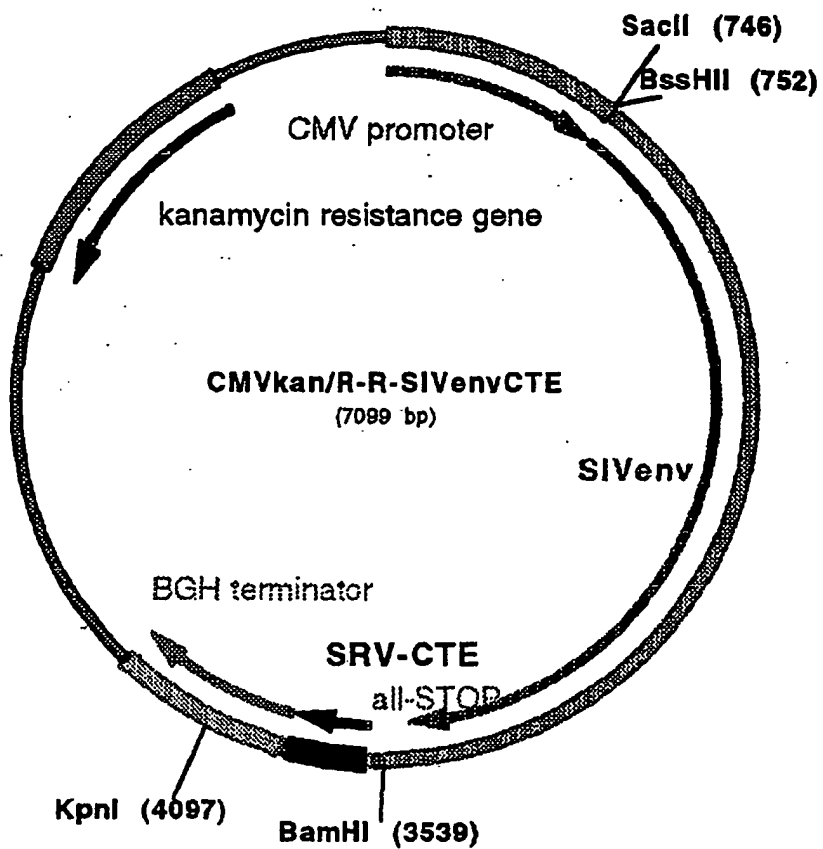 SacII (746)
BssHII (752)
CMV promoter
kanamycin resistance gene
CMVkan/R-R-SIVenvCTE
(7099 bp)
SIVenv
BGH terminator
SRV-CTE
all-STOP
KpnI (4097)
BamHI (3539)